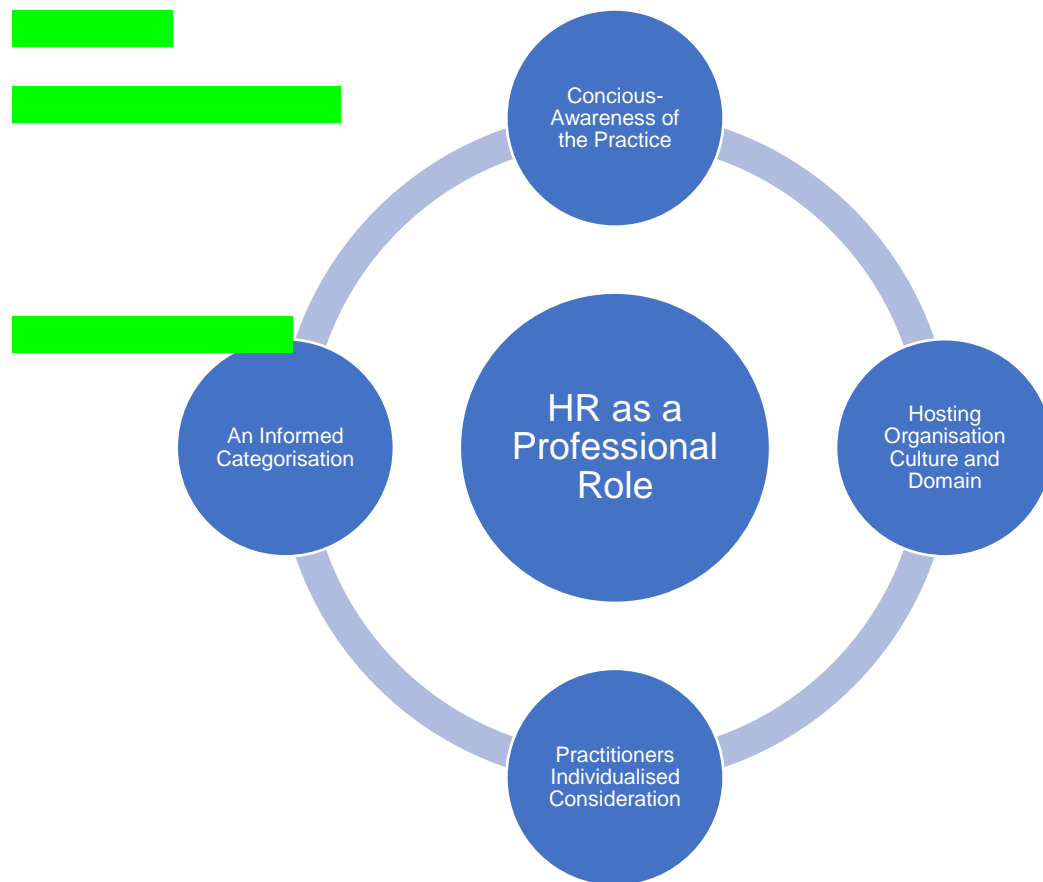 Concious-
Awareness of
the Practice
HR as a
Professional
Role
Hosting
Organisation
Culture and
Domain
An Informed
Categorisation
Practitioners
Individualised
Consideration